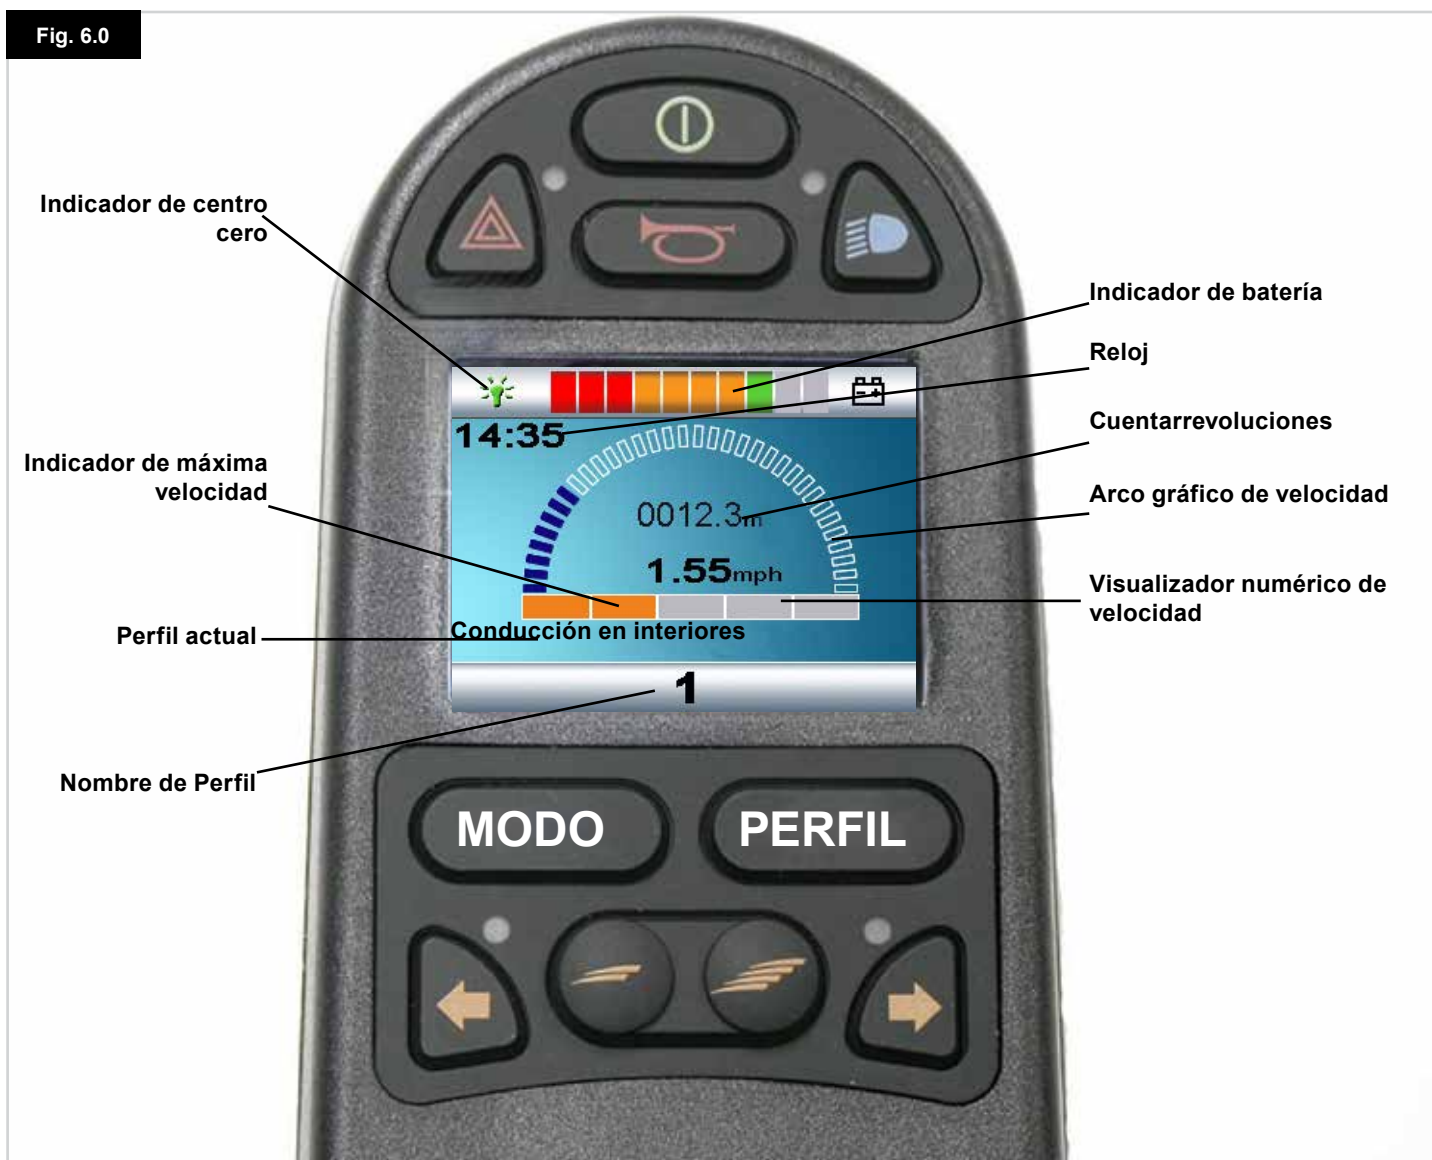 Fig. 6.0
Indicador de centro
cero
Indicador de batería
Reloj
14:35
Cuentarrevoluciones
Indicador de máxima
velocidad
Arco gráfico de velocidad
0012.3m
1.55mph
Visualizador numérico de
velocidad
Perfil actual
Conducción en interiores
1
Nombre de Perfil
MODO
PERFIL